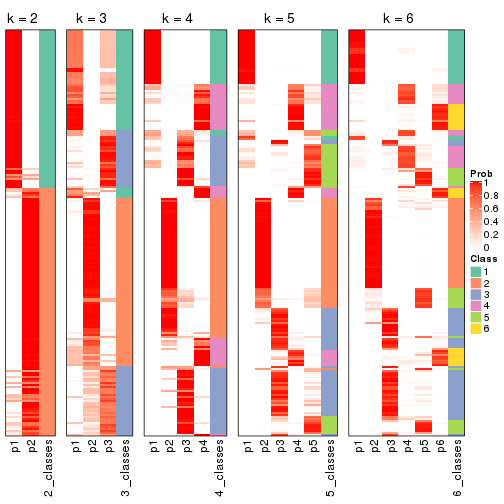 k = 2
k = 3
k = 4
k = 5
k = 6
p1
p2
2_classes
p1
p2
p3
3_classes
p1
p2
p3
p4
4_classes
p1
p2
p3
p4
p5
5_classes
p1
p2
p3
p4
p5
p6
6_classes
Prob
1
0.8
0.6
0.4
0.2
0
Class
1
2
3
4
5
6